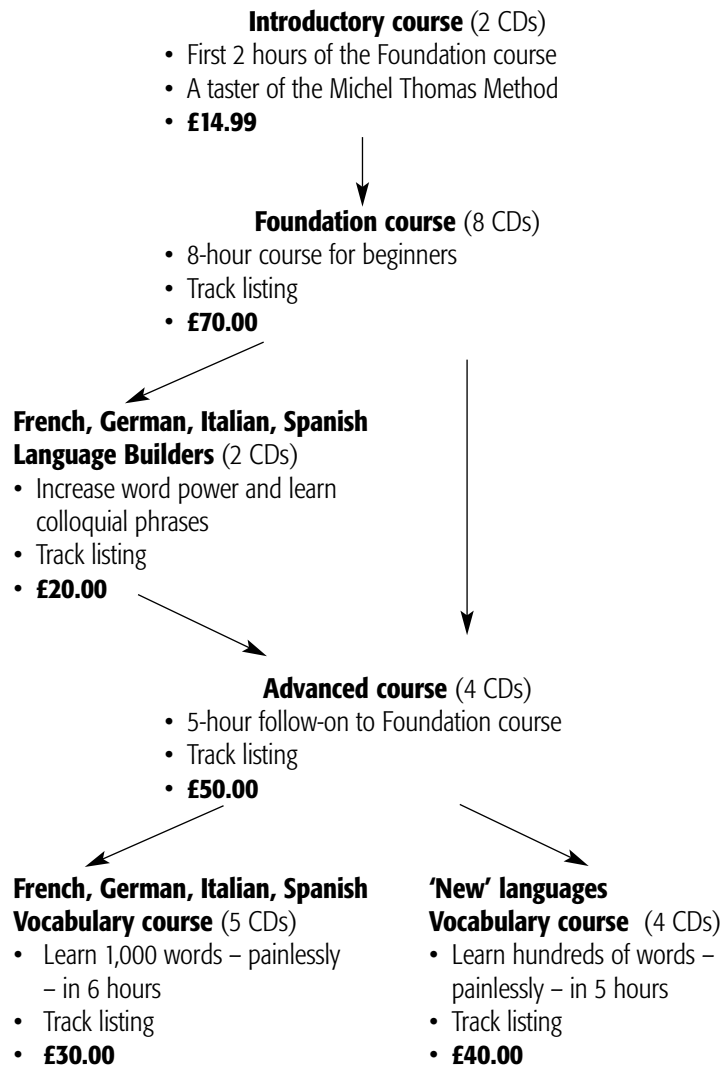 Introductory course (2 CDs)
• First 2 hours of the Foundation course
• A taster of the Michel Thomas Method
• £14.99
Foundation course (8 CDs)
• 8-hour course for beginners
• Track listing
• £70.00
French, German, Italian, Spanish
Language Builders (2 CDs)
• Increase word power and learn
colloquial phrases
• Track listing
• £20.00
Advanced course (4 CDs)
• 5-hour follow-on to Foundation course
• Track listing
• £50.00
French, German, Italian, Spanish
Vocabulary course (5 CDs)
• Learn 1,000 words – painlessly
– in 6 hours
• Track listing
• £30.00
‘New’ languages
Vocabulary course (4 CDs)
• Learn hundreds of words –
painlessly – in 5 hours
• Track listing
• £40.00